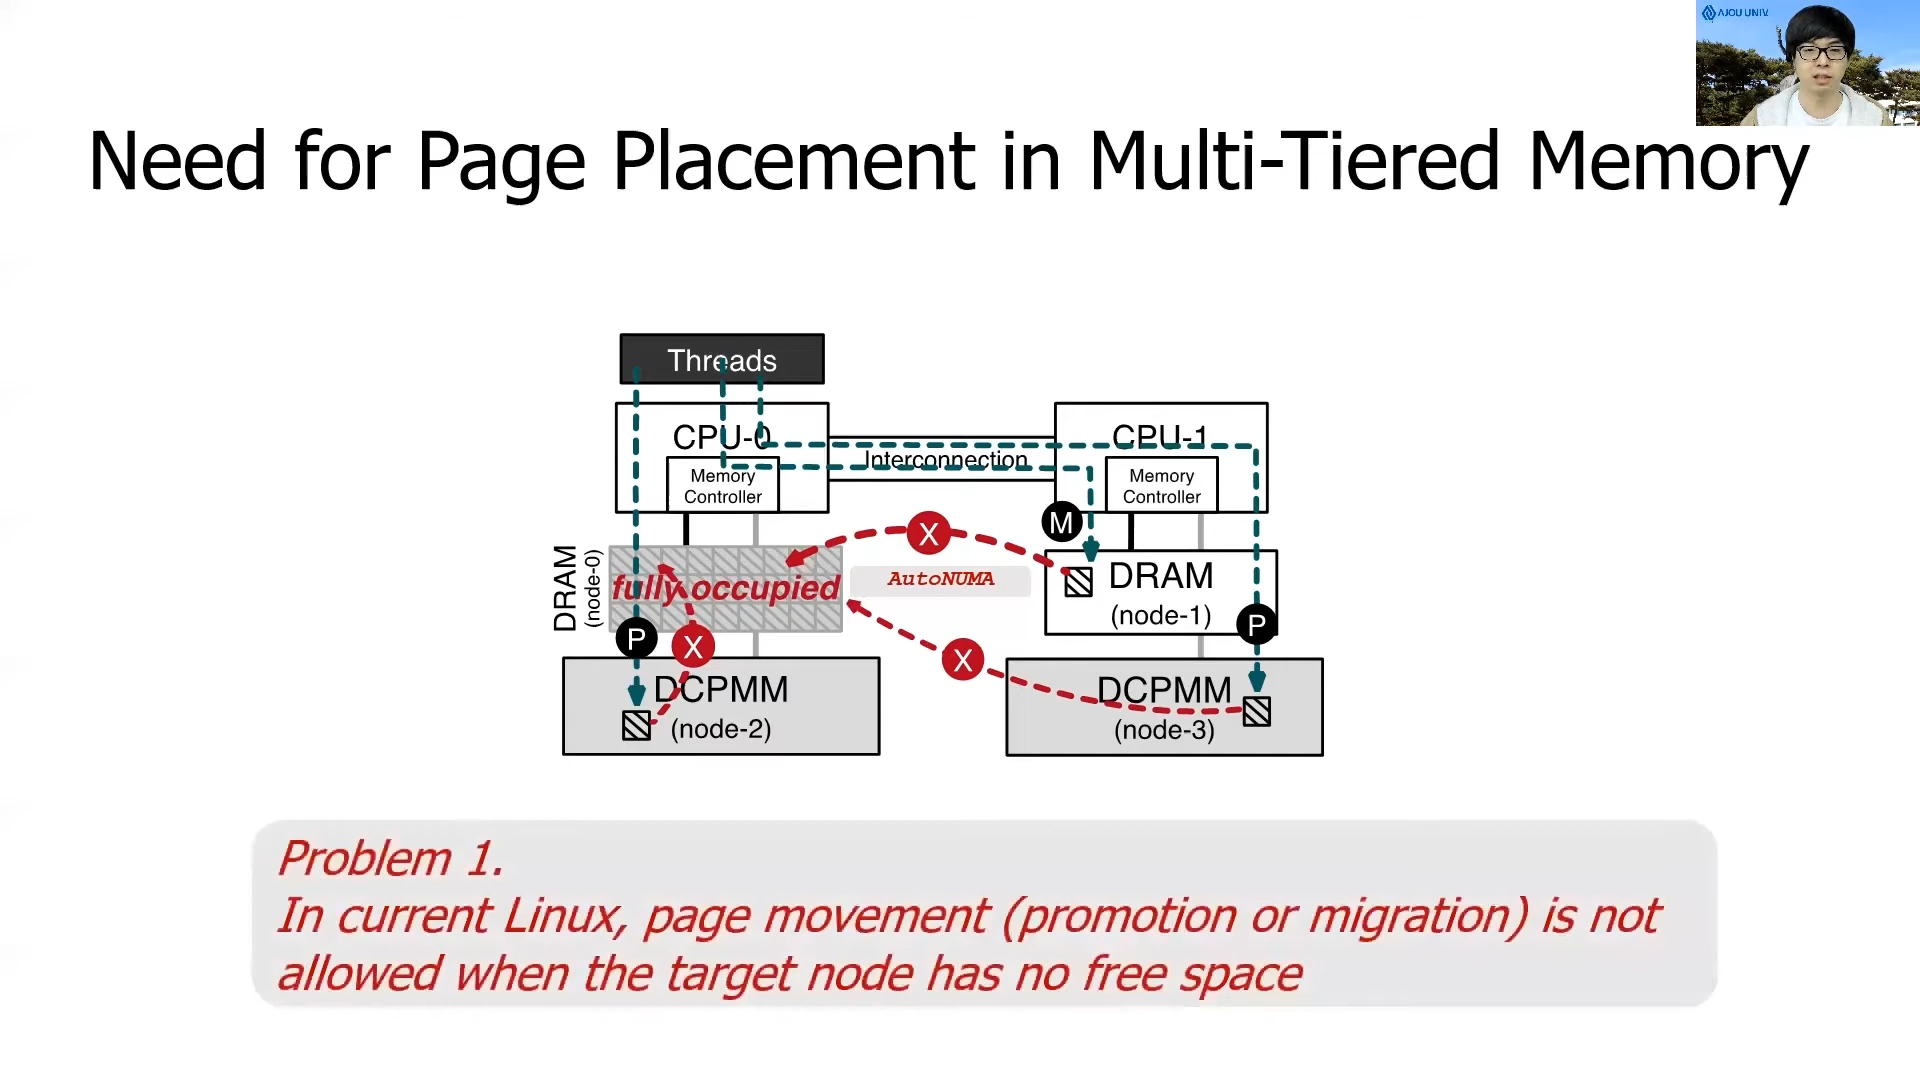 AJOU UNIV.
Need for Page Placement in Multi-Tiered Memory
Threads
CPU-0
Memory
Controller
Interconnection
CPU-1
Memory
Controller
M
X
DRAM
(node-0)
fully occupied
AutoNUMA
DRAM
(node-1)
P
X
X
P
DCPMM
(node-2)
DCPMM
(node-3)
Problem 1.
In current Linux, page movement (promotion or migration) is not
allowed when the target node has no free space